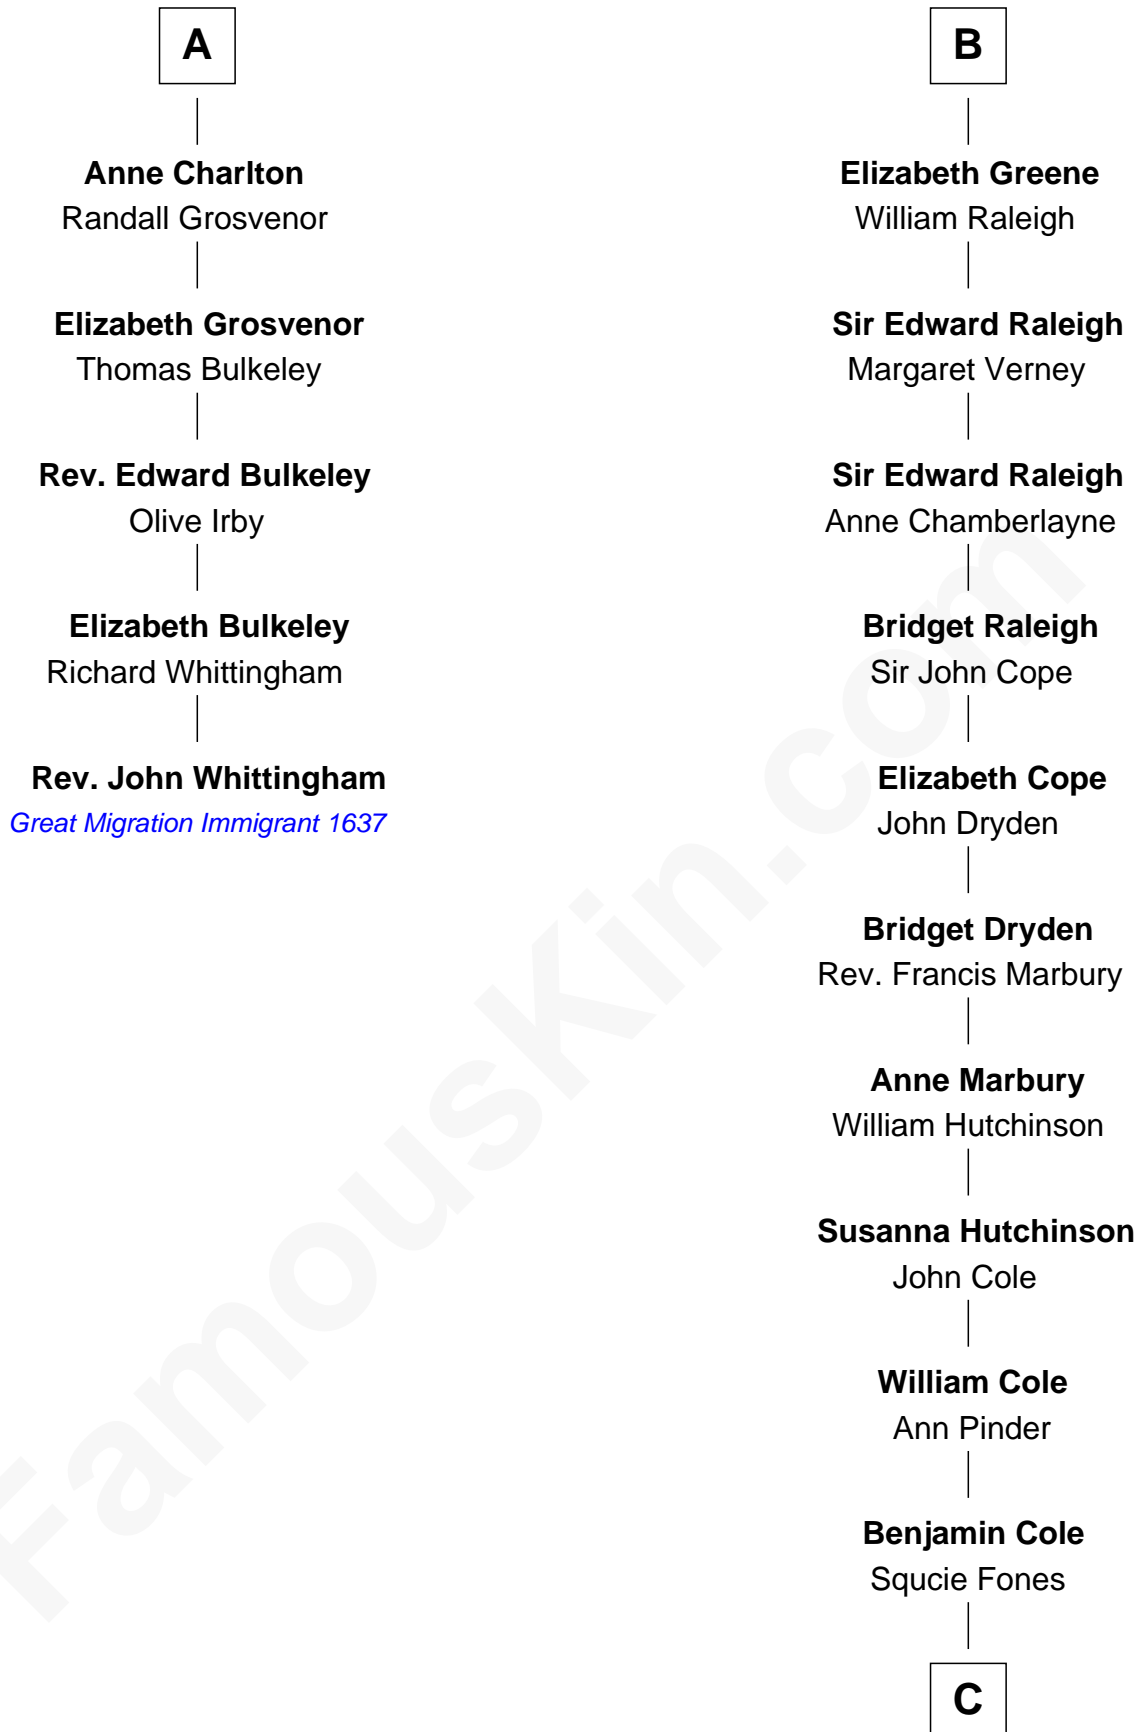 A
Anne Charlton
Randall Grosvenor
Elizabeth Grosvenor
Thomas Bulkeley
Rev. Edward Bulkeley
Olive Irby
Elizabeth Bulkeley
Richard Whittingham
Rev. John Whittingham
Great Migration Immigrant 1637
B
Elizabeth Greene
William Raleigh
Sir Edward Raleigh
Margaret Verney
Sir Edward Raleigh
Anne Chamberlayne
Bridget Raleigh
Sir John Cope
Elizabeth Cope
John Dryden
Bridget Dryden
Rev. Francis Marbury
Anne Marbury
William Hutchinson
Susanna Hutchinson
John Cole
William Cole
Ann Pinder
Benjamin Cole
Squcie Fones
C
FamousKin.com